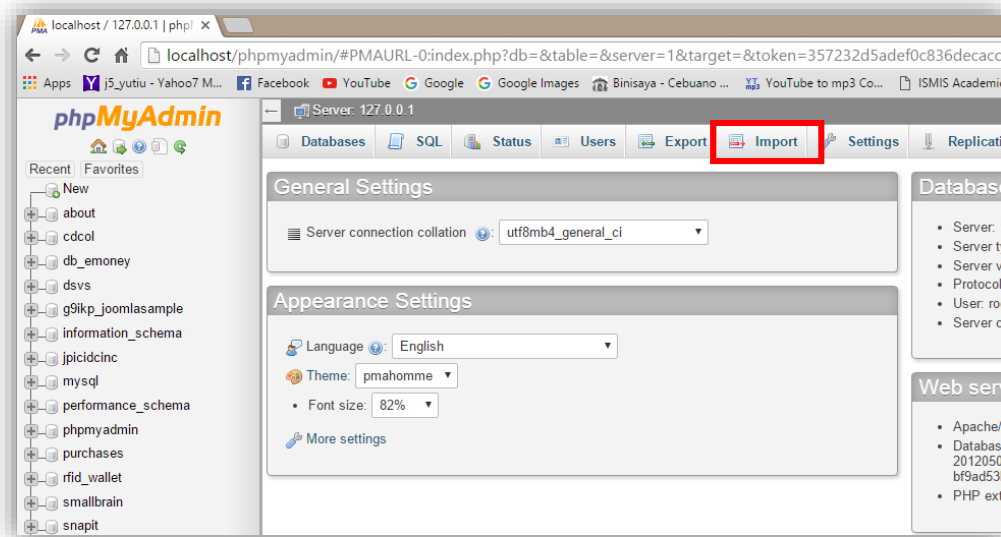 localhost / 127.0.0.1 | php
localhost/phpmyadmin/#PMAURL-0:index.php?db=&table=&server=1&target=&token=357232d5adef0c836decacc
Apps j5_yutiu - Yahoo7 M... Facebook YouTube Google Google Images Binisaya - Cebuano ... YouTube to mp3 Co... ISMIS Academi
phpMyAdmin
Recent Favorites
New
about
cdcol
db_emoney
dsvs
g9ikp_joomlasample
information_schema
jpicidcinc
mysql
performance_schema
phpmyadmin
purchases
rfid_wallet
smallbrain
snapit
Server: 127.0.0.1
Databases SQL Status Users Export Import Settings Replicati
General Settings
Server connection collation : utf8mb4_general_ci
Appearance Settings
Language : English
Theme: pmahomme
• Font size: 82%
More settings
Databas
• Server:
• Server t
• Server v
• Protocol
• User: ro
• Server c
Web ser
• Apache/
• Databas
2012050
bf9ad53
• PHP ext